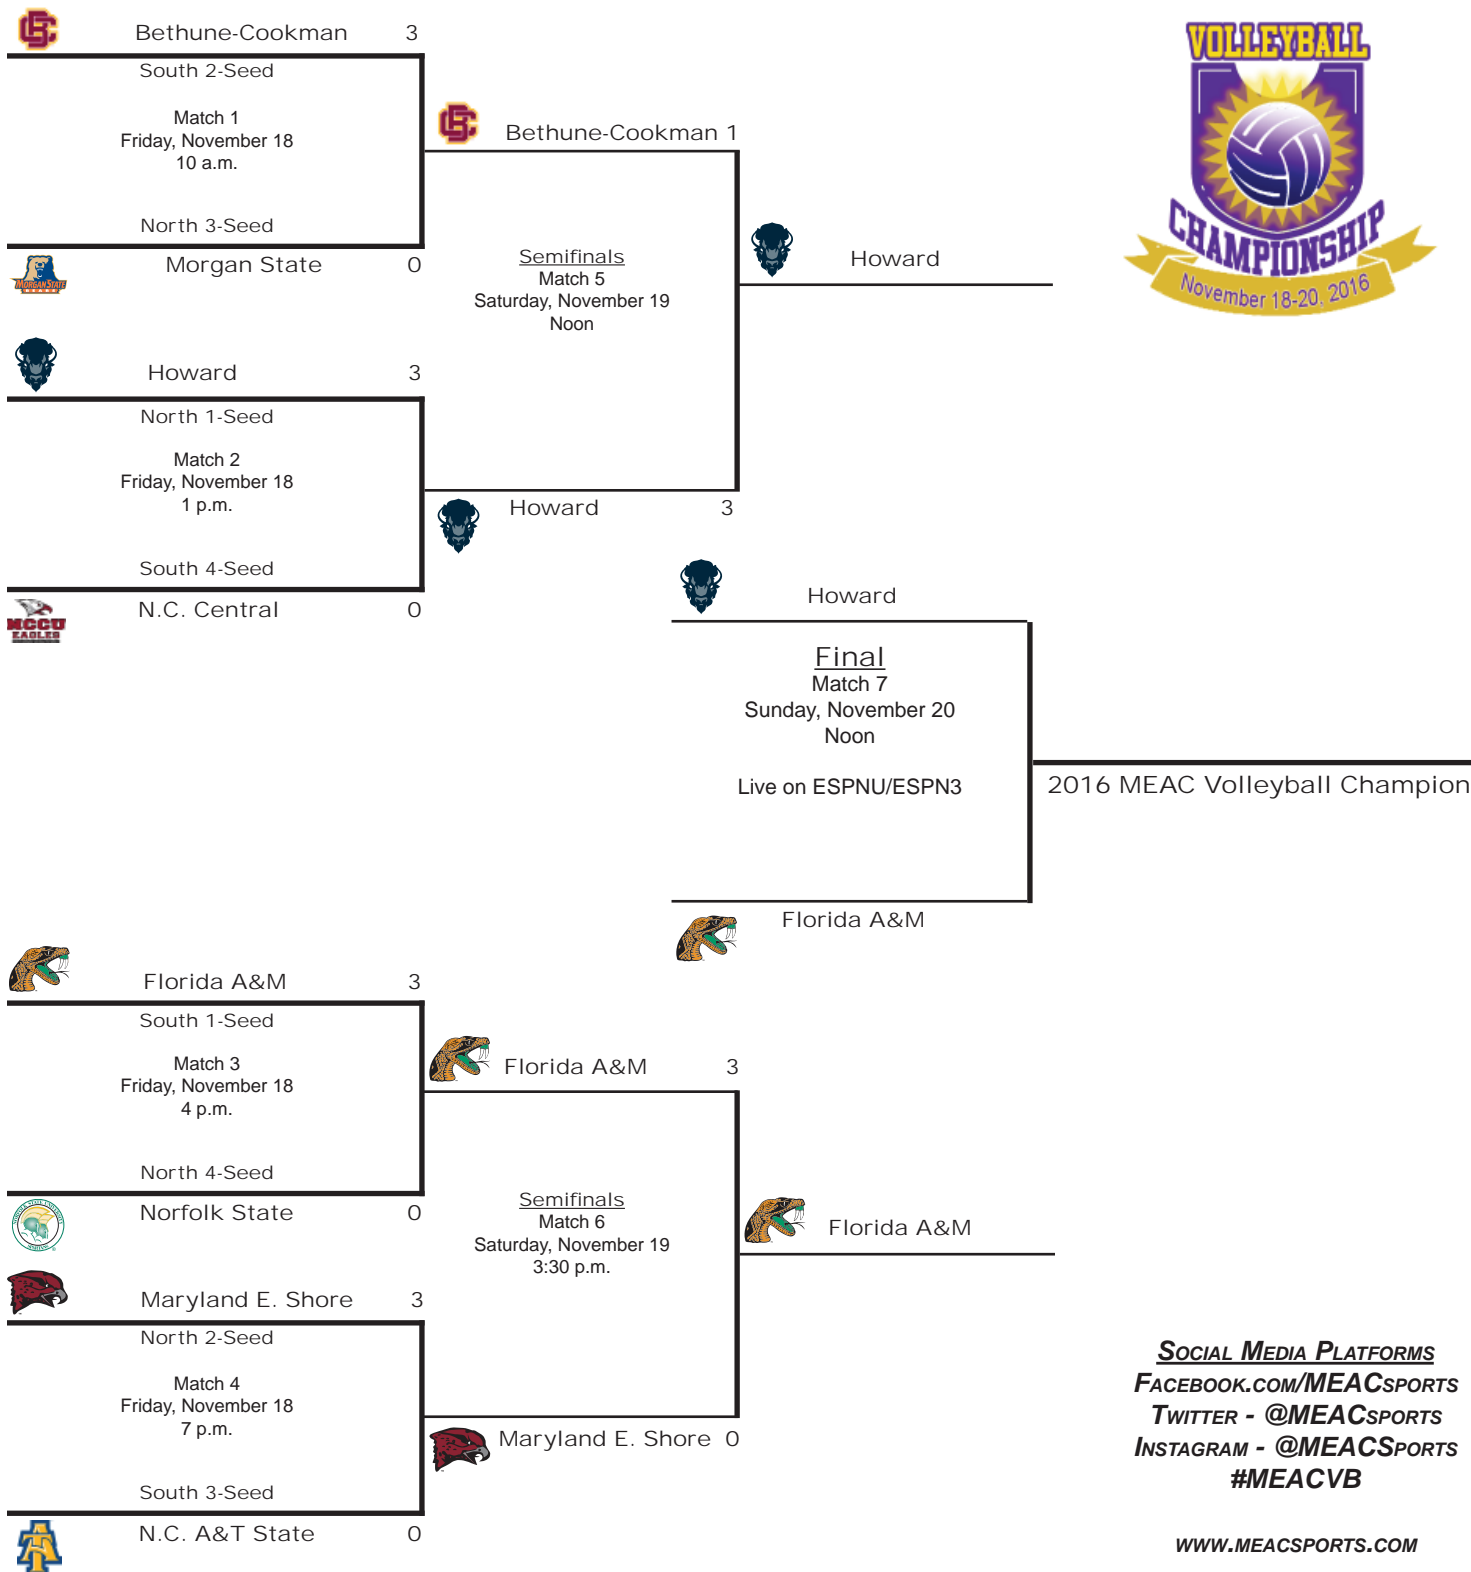 VOLLEYBALL
CHAMPIONSHIP
November 18-20, 2016
Bethune-Cookman 3
South 2-Seed
Match 1
Friday, November 18
10 a.m.
North 3-Seed
MORGAN STATE
Morgan State 0
Howard 3
North 1-Seed
Match 2
Friday, November 18
1 p.m.
South 4-Seed
NCCU
EAGLES
N.C. Central 0
Bethune-Cookman 1
Semifinals
Match 5
Saturday, November 19
Noon
Howard 3
Howard
Howard
Final
Match 7
Sunday, November 20
Noon
Live on ESPNU/ESPN3
Florida A&M
2016 MEAC Volleyball Champion
Florida A&M 3
South 1-Seed
Match 3
Friday, November 18
4 p.m.
North 4-Seed
Norfolk State 0
Maryland E. Shore 3
North 2-Seed
Match 4
Friday, November 18
7 p.m.
South 3-Seed
N.C. A&T State 0
Florida A&M 3
Semifinals
Match 6
Saturday, November 19
3:30 p.m.
Maryland E. Shore 0
Florida A&M
Social Media Platforms
Facebook.com/MEACsports
Twitter - @MEACsports
Instagram - @MEACSports
#MEACVB
www.meacsports.com